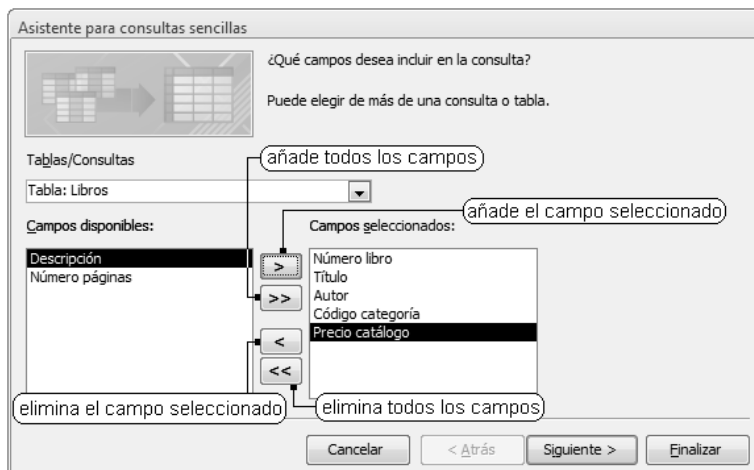 Asistente para consultas sencillas
¿Qué campos desea incluir en la consulta?
Puede elegir de más de una consulta o tabla.
Tablas/Consultas
añade todos los campos
Tabla: Libros
añade el campo seleccionado
Campos disponibles:
Campos seleccionados:
Descripción
Número páginas
>
>>
<
<<
Número libro
Título
Autor
Código categoría
Precio catálogo
elimina el campo seleccionado
elimina todos los campos
Cancelar
< Atrás
Siguiente >
Finalizar